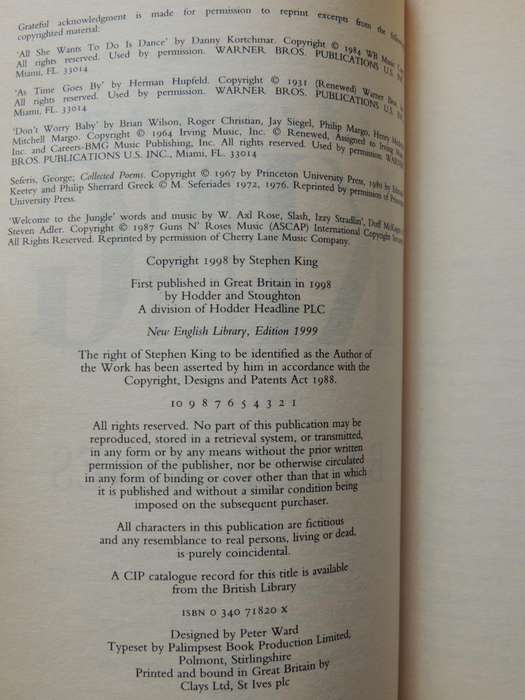 Grateful acknowledgment is made for permission to reprint excerpts from the following
copyrighted material:
'All She Wants To Do Is Dance' by Danny Kortchmar. Copyright © 1984 WB Music Corp.
All rights reserved. Used by permission. WARNER BROS. PUBLICATIONS U.S. INC.,
Miami, FL. 33014
'As Time Goes By' by Herman Hupfeld. Copyright © 1931 (Renewed) Warner Bros.
All rights reserved. Used by permission. WARNER BROS. PUBLICATIONS U.S.
Miami, FL. 33014
'Don't Worry Baby' by Brian Wilson, Roger Christian, Jay Siegel, Philip Margo, Henry
Mitchell Margo. Copyright © 1964 Irving Music, Inc. © Renewed, Assigned to Irving Music,
Inc. and Careers-BMG Music Publishing, Inc. All rights reserved. Used by permission WARNER
BROS. PUBLICATIONS U.S. INC., Miami, FL. 33014
Seferis, George; Collected Poems. Copyright © 1967 by Princeton University Press, 1980 by Edmund
Keeley and Philip Sherrard Greek © M. Seferiades 1972, 1976. Reprinted by permission of Princeton
University Press.
'Welcome to the Jungle' words and music by W. Axl Rose, Slash, Izzy Stradlin', Duff McKagan
Steven Adler. Copyright © 1987 Guns N' Roses Music (ASCAP) International Copyright Secured.
All Rights Reserved. Reprinted by permission of Cherry Lane Music Company.
Copyright 1998 by Stephen King
First published in Great Britain in 1998
by Hodder and Stoughton
A division of Hodder Headline PLC
New English Library, Edition 1999
The right of Stephen King to be identified as the Author of
the Work has been asserted by him in accordance with the
Copyright, Designs and Patents Act 1988.
10 9 8 7 6 5 4 3 2 1
All rights reserved. No part of this publication may be
reproduced, stored in a retrieval system, or transmitted,
in any form or by any means without the prior written
permission of the publisher, nor be otherwise circulated
in any form of binding or cover other than that in which
it is published and without a similar condition being
imposed on the subsequent purchaser.
All characters in this publication are fictitious
and any resemblance to real persons, living or dead,
is purely coincidental.
A CIP catalogue record for this title is available
from the British Library
ISBN 0 340 71820 X
Designed by Peter Ward
Typeset by Palimpsest Book Production Limited,
Polmont, Stirlingshire
Printed and bound in Great Britain by
Clays Ltd, St Ives plc